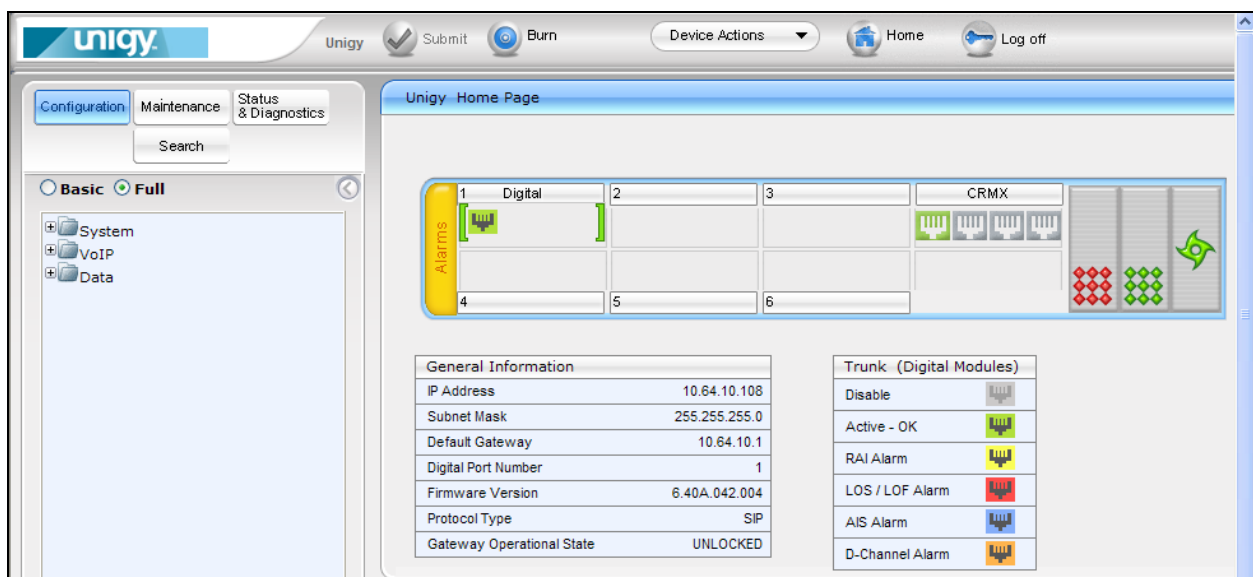 unigy.
Unigy
Submit
Burn
Device Actions
Home
Log off
Configuration
Maintenance
Status
& Diagnostics
Search
Basic
Full
System
VoIP
Data
Unigy Home Page
Alarms
1 Digital
2
3
CRMX
4
5
6
General Information
IP Address 10.64.10.108
Subnet Mask 255.255.255.0
Default Gateway 10.64.10.1
Digital Port Number 1
Firmware Version 6.40A.042.004
Protocol Type SIP
Gateway Operational State UNLOCKED
Trunk (Digital Modules)
Disable
Active - OK
RAI Alarm
LOS / LOF Alarm
AIS Alarm
D-Channel Alarm